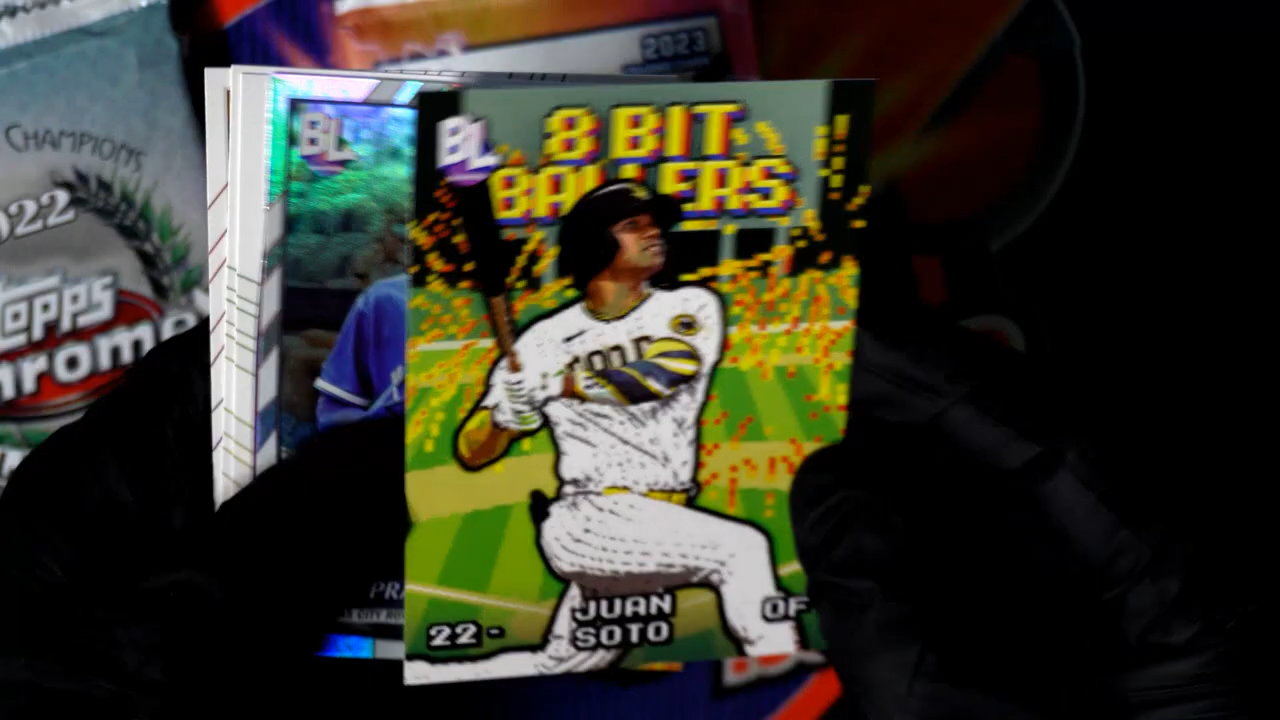 2023
CHAMPIONS
2022
Topps
Chrome
BL
BL
8 BIT
BALLERS
22 -
JUAN
SOTO
OF